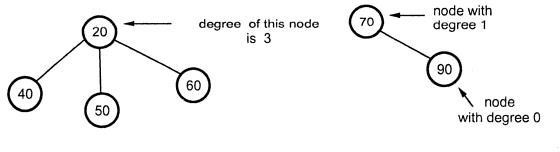 20
degree of this node
is 3
40
50
60
70
node with
degree 1
90
node
with degree 0